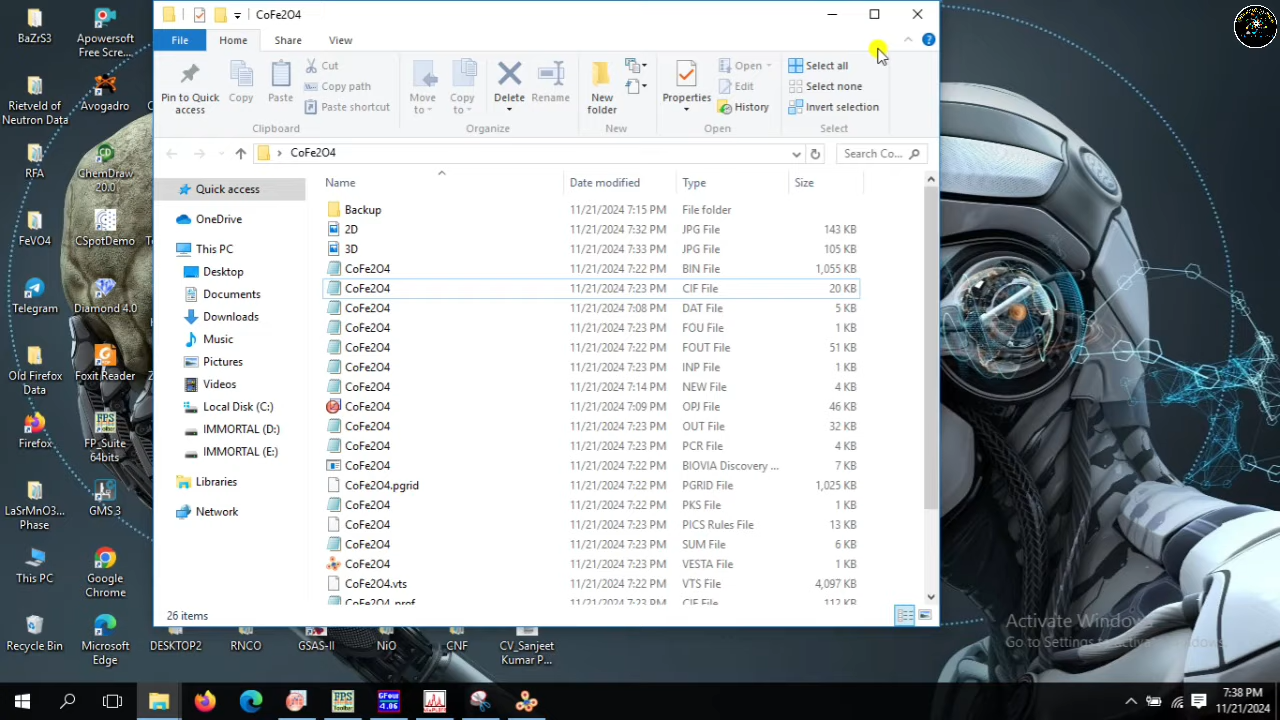 CoFe2O4
File Home Share View
Pin to Quick access
Copy
Paste
Cut
Copy path
Paste shortcut
Move to
Copy to
Delete
Rename
New folder
Properties
Open
Edit
History
Select all
Select none
Invert selection
Clipboard Organize New Open Select
CoFe2O4
Search Co...
Name Date modified Type Size
Quick access
OneDrive
This PC
Desktop
Documents
Downloads
Music
Pictures
Videos
Local Disk (C:)
IMMORTAL (D:)
IMMORTAL (E:)
Libraries
Network
Backup 11/21/2024 7:15 PM File folder
2D 11/21/2024 7:32 PM JPG File 143 KB
3D 11/21/2024 7:33 PM JPG File 105 KB
CoFe2O4 11/21/2024 7:22 PM BIN File 1,055 KB
CoFe2O4 11/21/2024 7:23 PM CIF File 20 KB
CoFe2O4 11/21/2024 7:08 PM DAT File 5 KB
CoFe2O4 11/21/2024 7:23 PM FOU File 1 KB
CoFe2O4 11/21/2024 7:22 PM FOUT File 51 KB
CoFe2O4 11/21/2024 7:23 PM INP File 1 KB
CoFe2O4 11/21/2024 7:14 PM NEW File 4 KB
CoFe2O4 11/21/2024 7:09 PM OPJ File 46 KB
CoFe2O4 11/21/2024 7:23 PM OUT File 32 KB
CoFe2O4 11/21/2024 7:22 PM PCR File 4 KB
CoFe2O4 11/21/2024 7:22 PM BIOVIA Discovery ... 7 KB
CoFe2O4.pgrid 11/21/2024 7:22 PM PGRID File 1,025 KB
CoFe2O4 11/21/2024 7:22 PM PKS File 1 KB
CoFe2O4 11/21/2024 7:23 PM PICS Rules File 13 KB
CoFe2O4 11/21/2024 7:23 PM SUM File 6 KB
CoFe2O4 11/21/2024 7:23 PM VESTA File 1 KB
CoFe2O4.vts 11/21/2024 7:22 PM VTS File 4,097 KB
26 items
BaZrS3
Apowersoft Free Scre...
Rietveld of Neutron Data
Avogadro
RFA
ChemDraw 20.0
FeVO4
CSpotDemo
Telegram
Diamond 4.0
Old Firefox Data
Foxit Reader
Firefox
FP_Suite 64bits
LaSrMnO3... Phase
GMS 3
This PC
Google Chrome
Recycle Bin
Microsoft Edge
DESKTOP2
RNCO
GSAS-II
NiO
CNF
CV_Sanjeet Kumar P...
Activate Windows
Go to Settings to activate Windows.
7:38 PM
11/21/2024